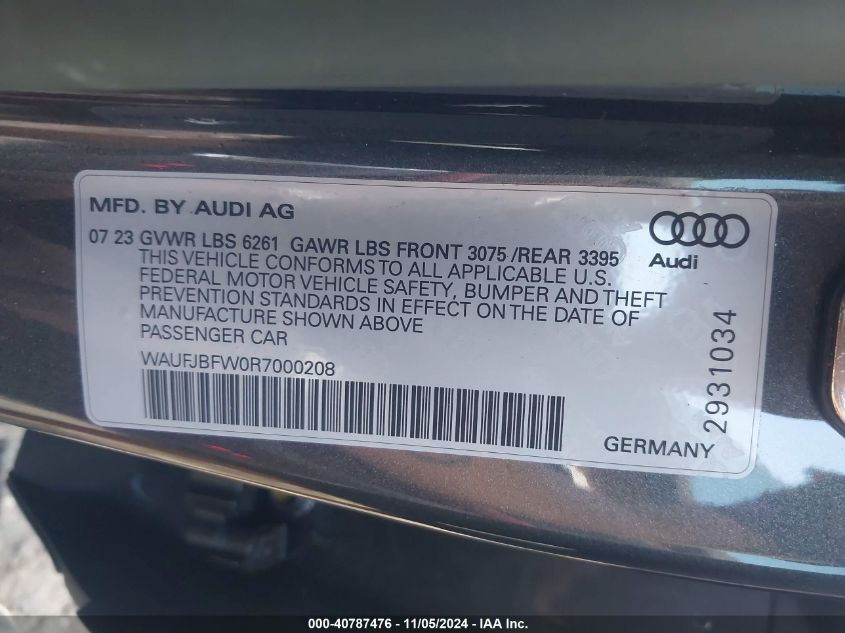 MFD. BY AUDI AG
07 23 GVWR LBS 6261 GAWR LBS FRONT 3075 /REAR 3395
THIS VEHICLE CONFORMS TO ALL APPLICABLE U.S.
FEDERAL MOTOR VEHICLE SAFETY, BUMPER AND THEFT
PREVENTION STANDARDS IN EFFECT ON THE DATE OF
MANUFACTURE SHOWN ABOVE
PASSENGER CAR
WAUFJBFW0R7000208
Audi
2931034
GERMANY
000-40787476 - 11/05/2024 - IAA Inc.